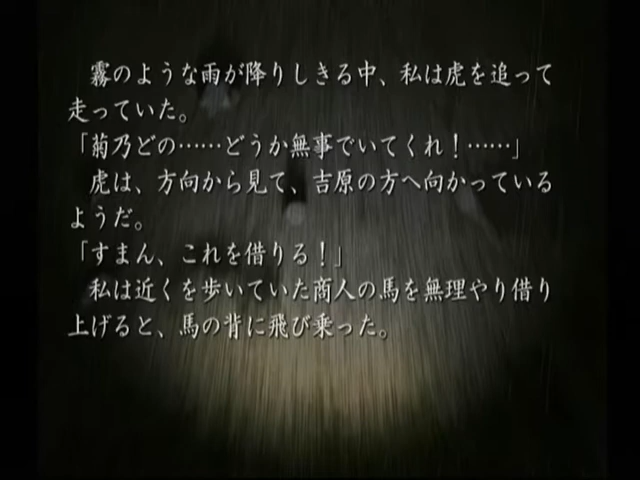 霧のような雨が降りしきる中、私は虎を追って
走っていた。
「菊乃どの……どうか無事でいてくれ！……」
　虎は、方向から見て、吉原の方へ向かっている
ようだ。
「すまん、これを借りる！」
　私は近くを歩いていた商人の馬を無理やり借り
上げると、馬の背に飛び乗った。